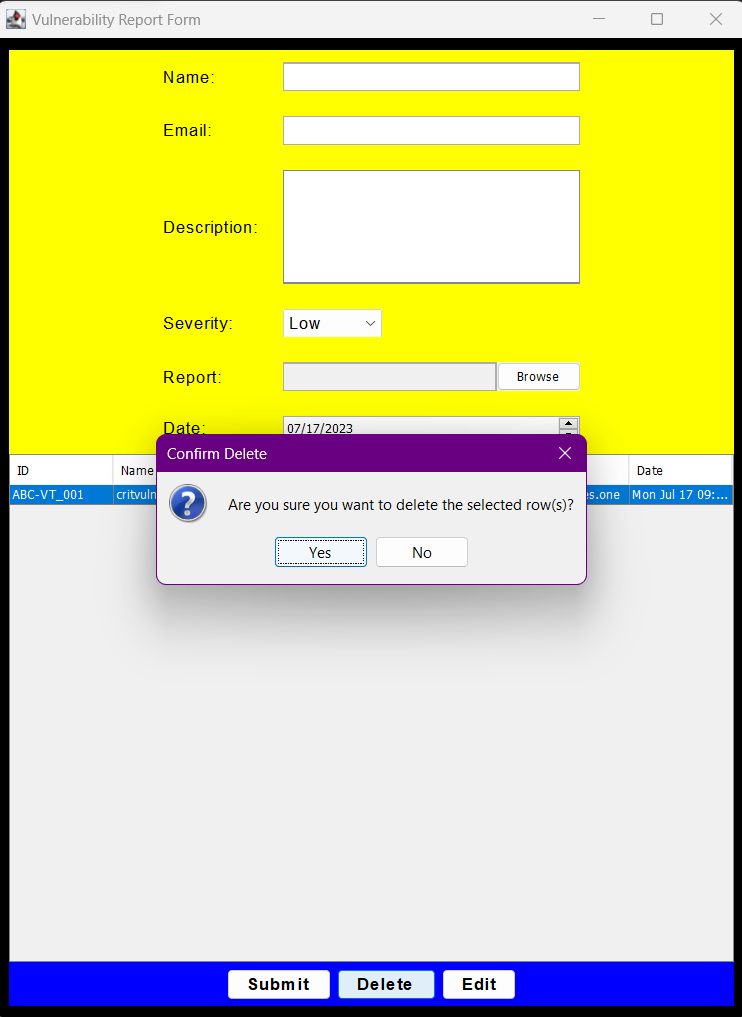 Vulnerability Report Form
Name:
Email:
Description:
Severity: Low
Report: Browse
Date: 07/17/2023
Confirm Delete
ID Name Date
ABC-VT_001 critvuln es.one Mon Jul 17 09:...
Are you sure you want to delete the selected row(s)?
Yes No
Submit Delete Edit